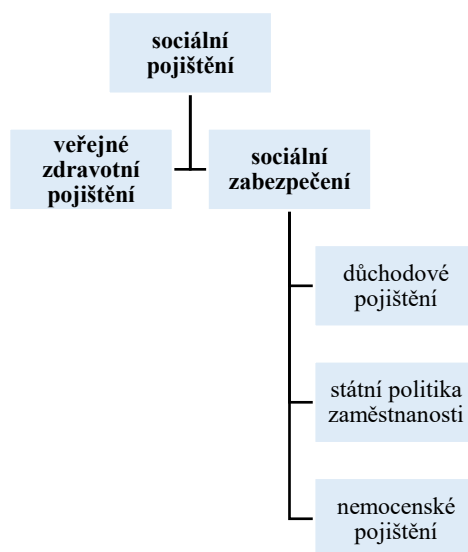 sociální
pojištění
veřejné
zdravotní
pojištění
sociální
zabezpečení
důchodové
pojištění
státní politika
zaměstnanosti
nemocenské
pojištění